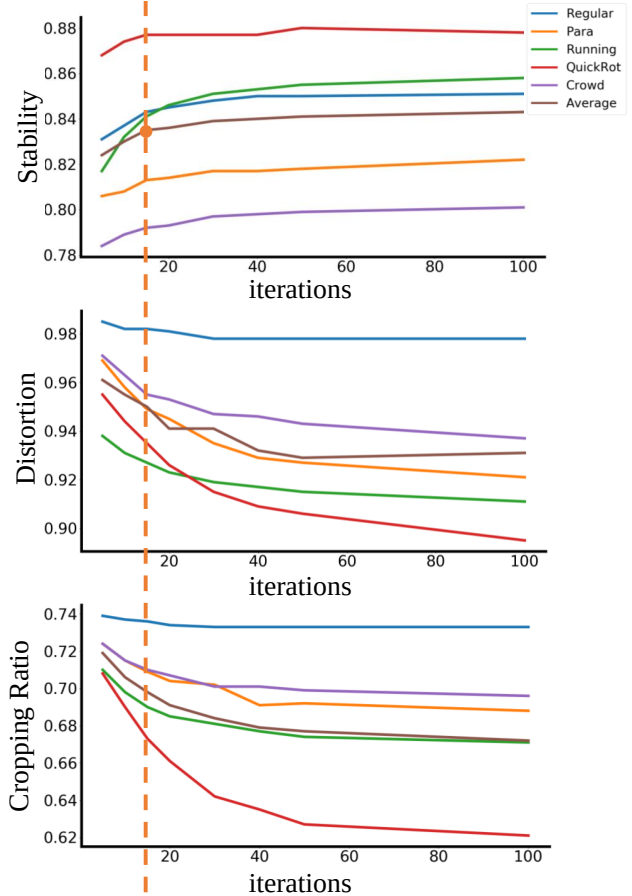 Regular
Para
Running
QuickRot
Crowd
Average
0.88
0.86
0.84
0.82
0.80
0.78
Stability
20 40 60 80 100
iterations
0.98
0.96
0.94
0.92
0.90
Distortion
20 40 60 80 100
iterations
0.74
0.72
0.70
0.68
0.66
0.64
0.62
Cropping Ratio
20 40 60 80 100
iterations